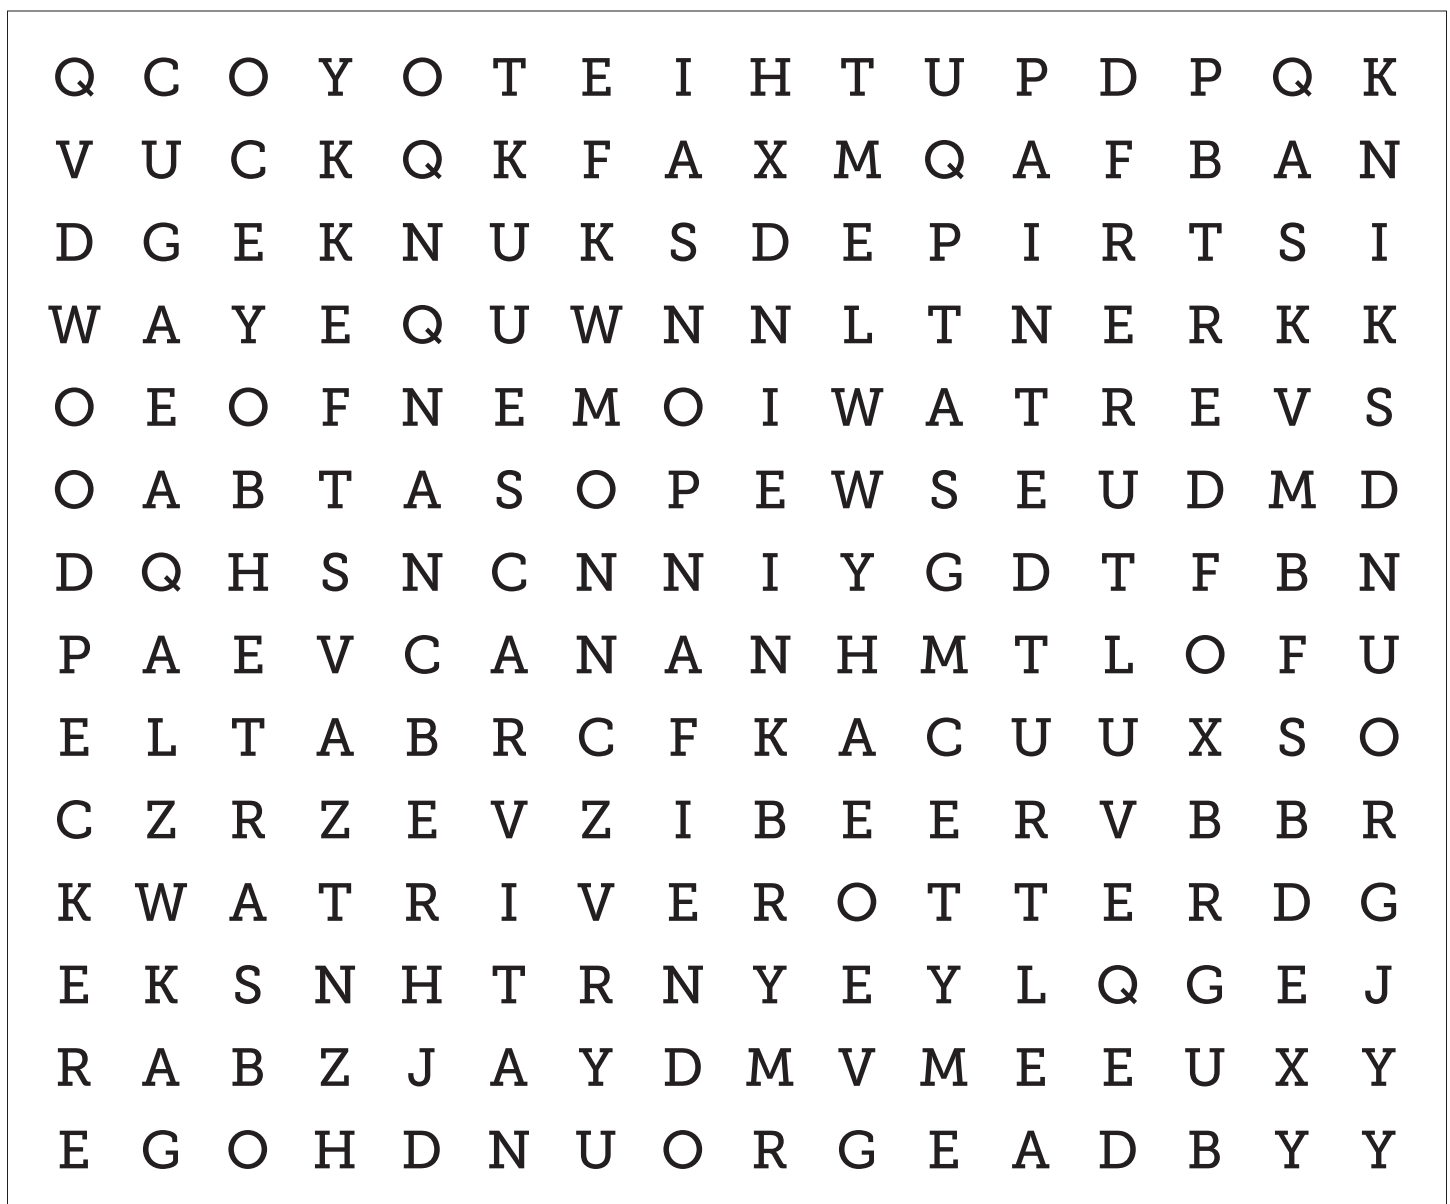 Q C O Y O T E I H T U P D P Q K
V U C K Q K F A X M Q A F B A N
D G E K N U K S D E P I R T S I
W A Y E Q U W N N L T N E R K K
O E O F N E M O I W A T R E V S
O A B T A S O P E W S E U D M D
D Q H S N C N N I Y G D T F B N
P A E V C A N A N H M T L O F U
E L T A B R C F K A C U U X S O
C Z R Z E V Z I B E E R V B B R
K W A T R I V E R O T T E R D G
E K S N H T R N Y E Y L Q G E J
R A B Z J A Y D M V M E E U X Y
E G O H D N U O R G E A D B Y Y